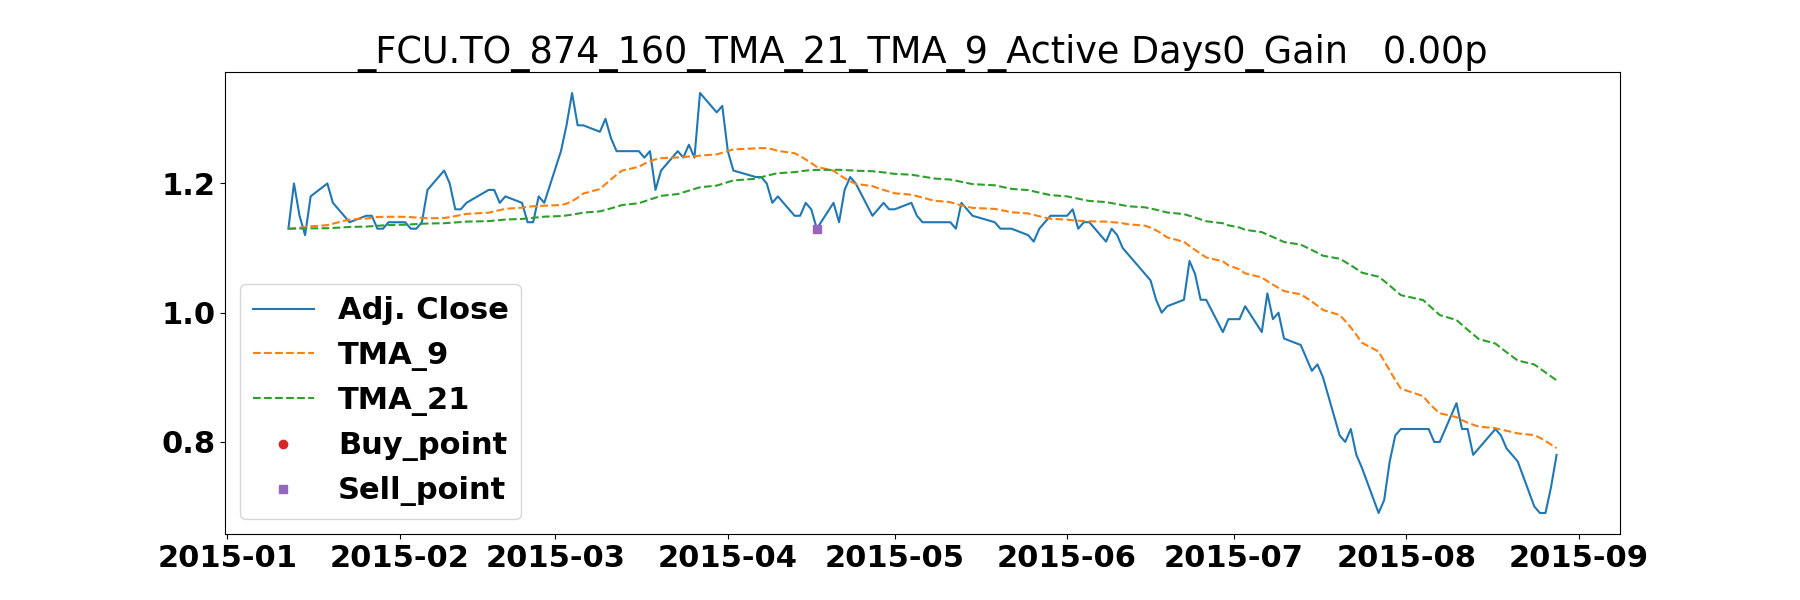 _FCU.TO_874_160_TMA_21_TMA_9_Active Days0_Gain   0.00p
1.2
1.0
0.8
Adj. Close
TMA_9
TMA_21
Buy_point
Sell_point
2015-01 2015-02 2015-03 2015-04 2015-05 2015-06 2015-07 2015-08 2015-09